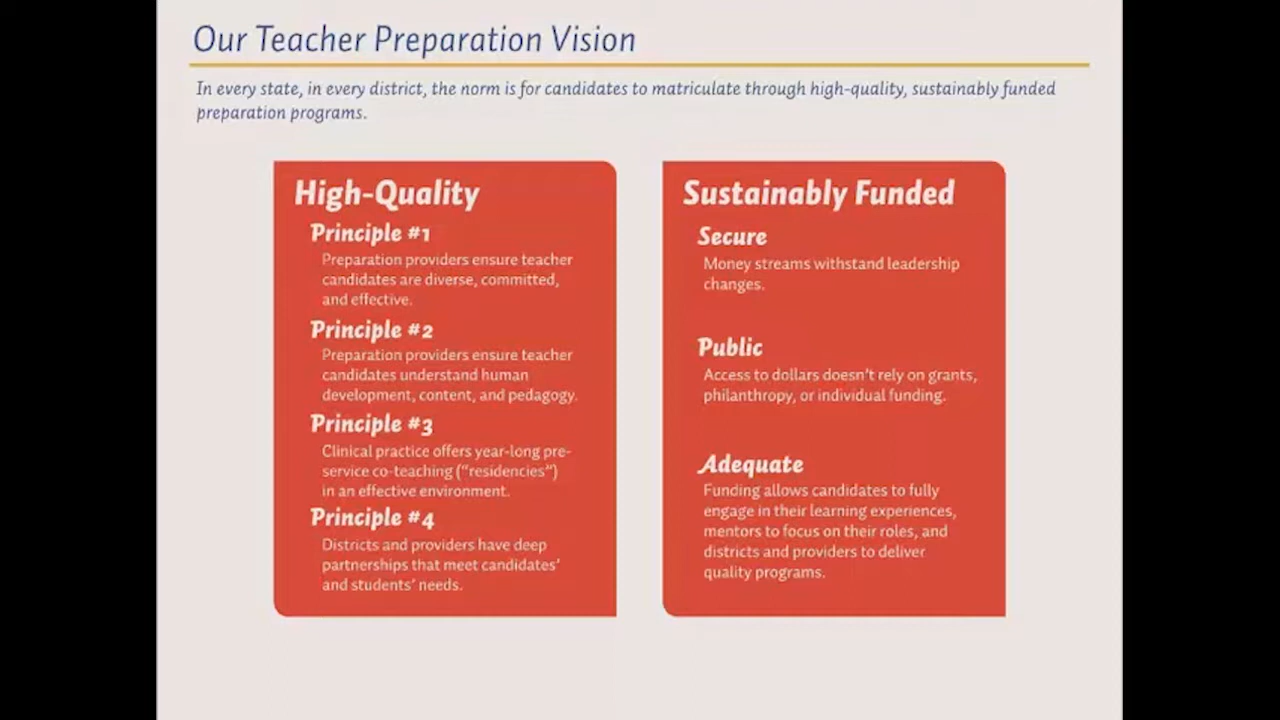 Our Teacher Preparation Vision
In every state, in every district, the norm is for candidates to matriculate through high-quality, sustainably funded
preparation programs.
High-Quality
Principle #1
Preparation providers ensure teacher
candidates are diverse, committed,
and effective.
Principle #2
Preparation providers ensure teacher
candidates understand human
development, content, and pedagogy.
Principle #3
Clinical practice offers year-long pre-
service co-teaching (“residencies”)
in an effective environment.
Principle #4
Districts and providers have deep
partnerships that meet candidates’
and students’ needs.
Sustainably Funded
Secure
Money streams withstand leadership
changes.
Public
Access to dollars doesn’t rely on grants,
philanthropy, or individual funding.
Adequate
Funding allows candidates to fully
engage in their learning experiences,
mentors to focus on their roles, and
districts and providers to deliver
quality programs.